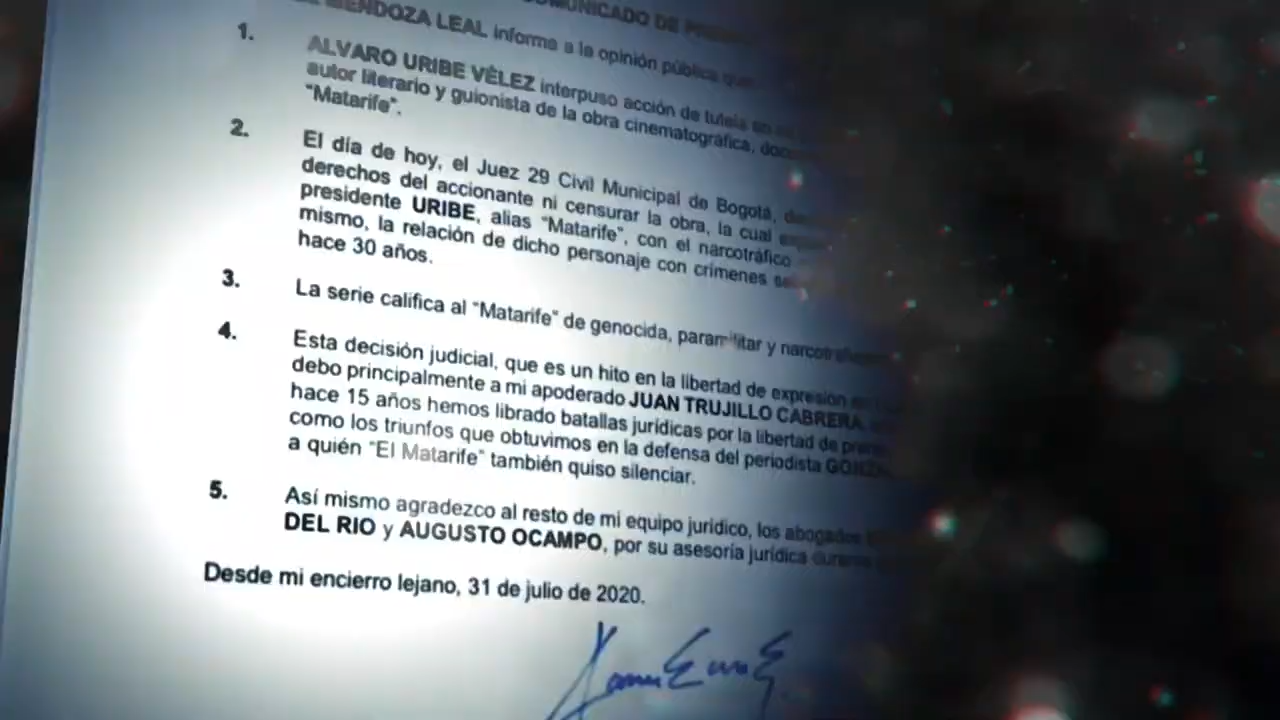 COMUNICADO DE
MENDOZA LEAL informa a la opinión pública que
1. ALVARO URIBE VÉLEZ interpuso acción de tutela en
autor literario y guionista de la obra cinematográfica,
"Matarife".
2. El día de hoy, el Juez 29 Civil Municipal de Bogotá,
derechos del accionante ni censurar la obra, la cual
presidente URIBE, alias "Matarife", con el narcotráfico
mismo, la relación de dicho personaje con crímenes
hace 30 años.
3. La serie califica al "Matarife" de genocida, paramilitar y
4. Esta decisión judicial, que es un hito en la libertad de expresión
debo principalmente a mi apoderado JUAN TRUJILLO CABRERA,
hace 15 años hemos librado batallas jurídicas por la libertad de
como los triunfos que obtuvimos en la defensa del periodista
a quién "El Matarife" también quiso silenciar.
5. Así mismo agradezco al resto de mi equipo jurídico, los abogados
DEL RIO y AUGUSTO OCAMPO, por su asesoría jurídica
Desde mi encierro lejano, 31 de julio de 2020.